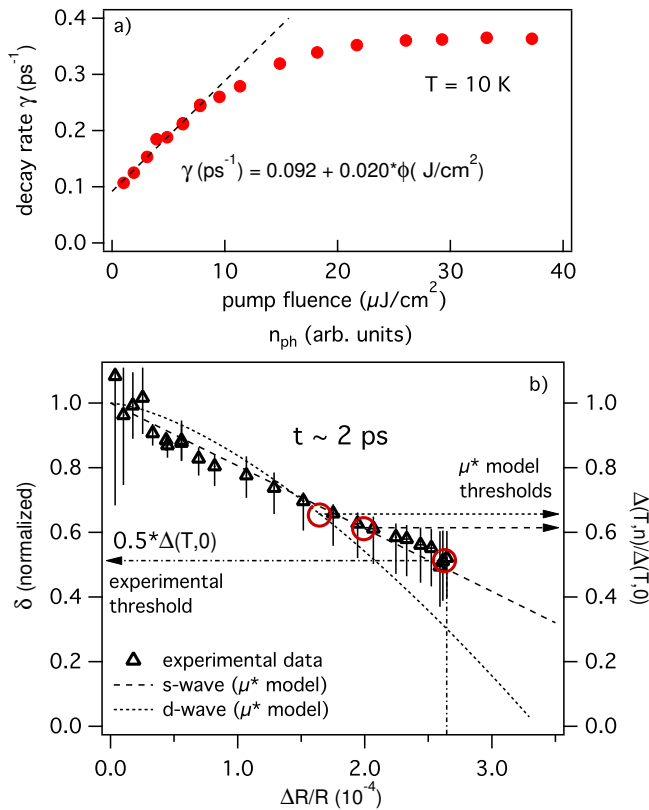 a)
decay rate γ (ps⁻¹)
0.4
0.3
0.2
0.1
0.0
T = 10 K
γ (ps⁻¹) = 0.092 + 0.020*ϕ( J/cm²)
0 10 20 30 40
pump fluence (μJ/cm²)
n_ph (arb. units)
b)
δ (normalized)
1.0
0.8
0.6
0.4
0.2
0.0
t ~ 2 ps
μ* model
thresholds
0.5*Δ(T,0)
experimental
threshold
experimental data
s-wave (μ* model)
d-wave (μ* model)
1.0
0.8
0.6
0.4
0.2
0.0
Δ(T,n)/Δ(T,0)
0.0 1.0 2.0 3.0
ΔR/R (10⁻⁴)